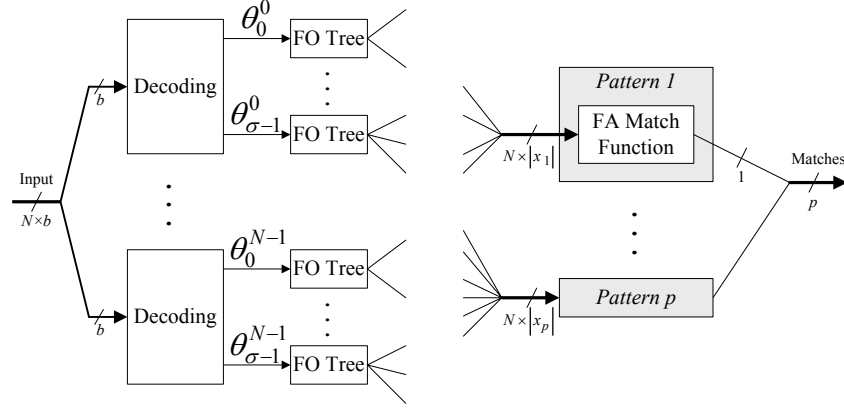 θ_0^0
FO Tree
Decoding
b
θ_{σ−1}^0
FO Tree
Input
N×b
θ_0^{N−1}
FO Tree
Decoding
b
θ_{σ−1}^{N−1}
FO Tree
Pattern 1
FA Match
Function
N×|x_1|
1
Matches
p
Pattern p
N×|x_p|